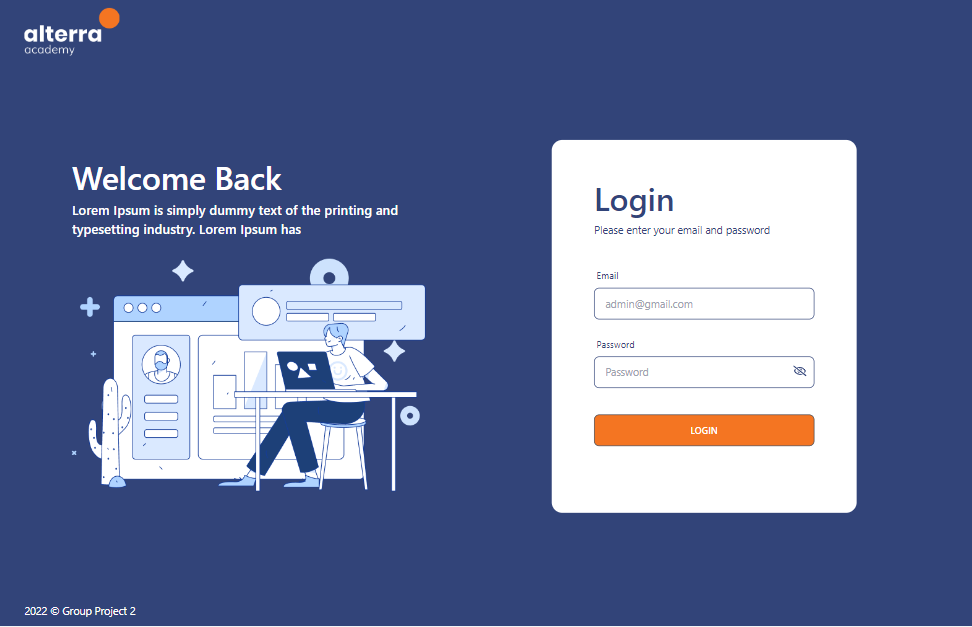 alterra
academy
Welcome Back
Lorem Ipsum is simply dummy text of the printing and
typesetting industry. Lorem Ipsum has
Login
Please enter your email and password
Email
admin@gmail.com
Password
Password
LOGIN
2022 © Group Project 2